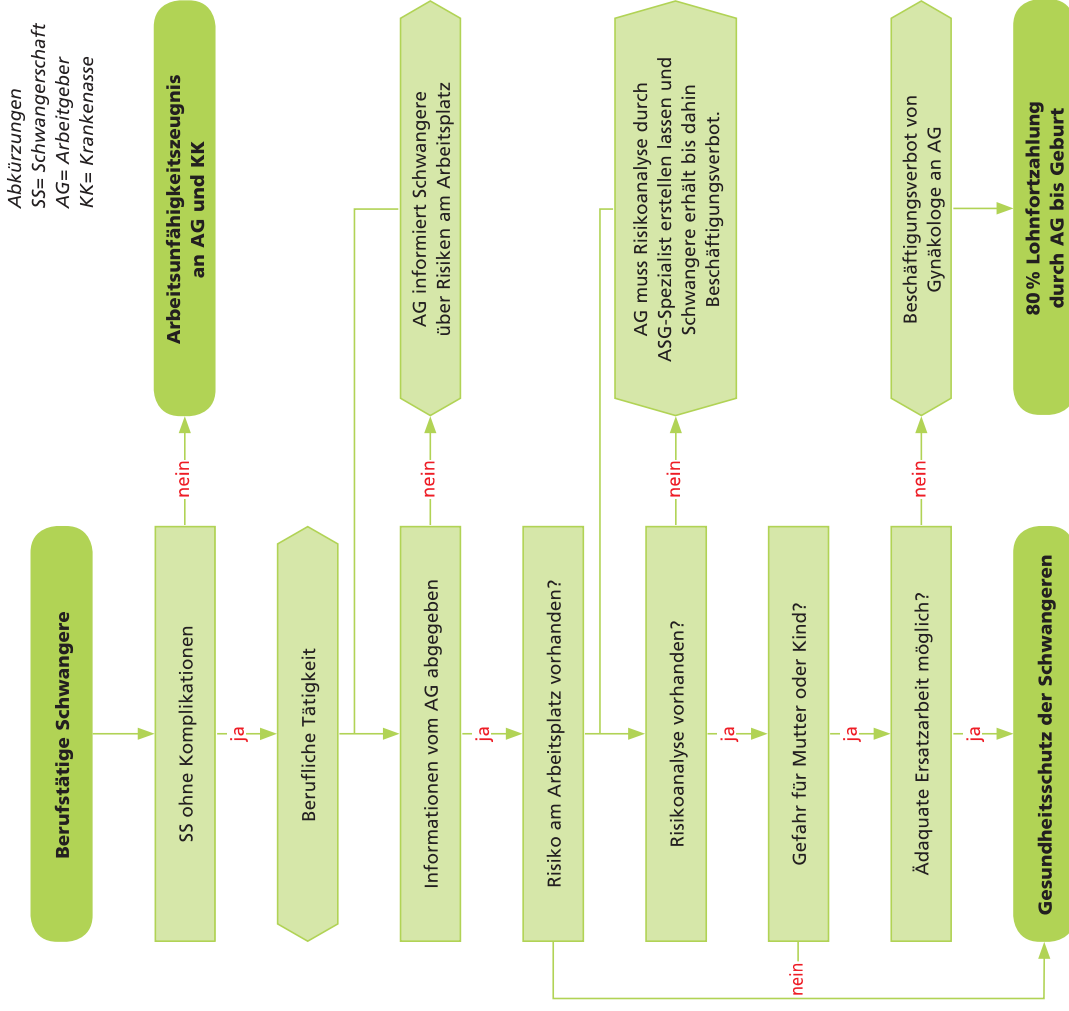 Abkürzungen
SS= Schwangerschaft
AG= Arbeitgeber
KK= Krankenasse
Berufstätige Schwangere
SS ohne Komplikationen
nein
Arbeitsunfähigkeitszeugnis
an AG und KK
ja
Berufliche Tätigkeit
Informationen vom AG abgegeben
nein
AG informiert Schwangere
über Risiken am Arbeitsplatz
ja
Risiko am Arbeitsplatz vorhanden?
Risikoanalyse vorhanden?
nein
AG muss Risikoanalyse durch
ASG-Spezialist erstellen lassen und
Schwangere erhält bis dahin
Beschäftigungsverbot.
ja
Gefahr für Mutter oder Kind?
nein
ja
Ädaquate Ersatzarbeit möglich?
nein
Beschäftigungsverbot von
Gynäkologe an AG
ja
Gesundheitsschutz der Schwangeren
80% Lohnfortzahlung
durch AG bis Geburt